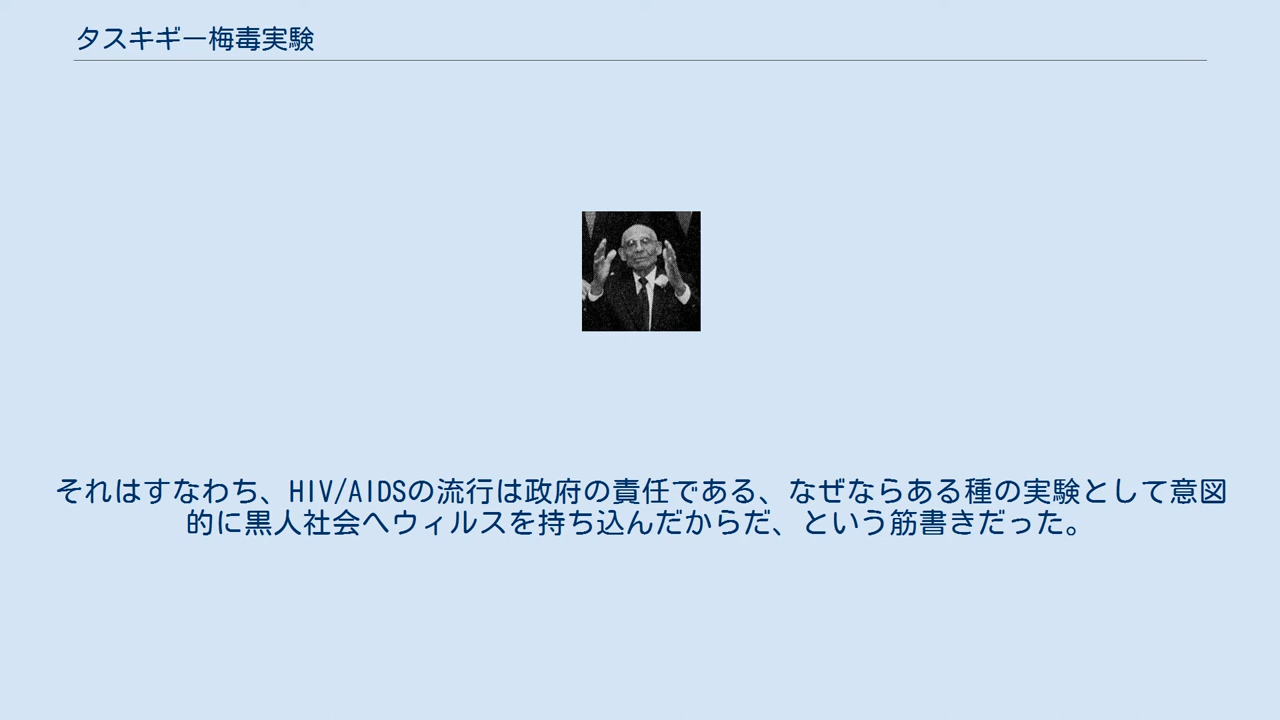 タスキギー梅毒実験
それはすなわち、HIV/AIDSの流行は政府の責任である、なぜならある種の実験として意図
的に黒人社会へウィルスを持ち込んだからだ、という筋書きだった。